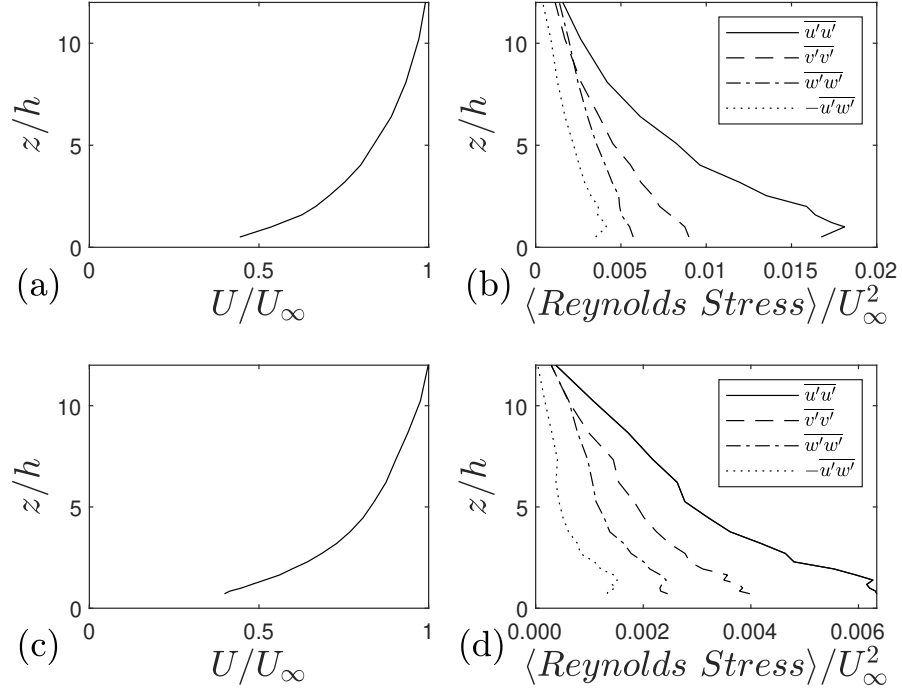 10
5
0
z/h
0
0.5
1
(a)
U/U∞
10
5
0
z/h
u'u'
v'v'
w'w'
−u'w'
0
0.005
0.01
0.015
0.02
(b)
⟨Reynolds Stress⟩/U²∞
10
5
0
z/h
0
0.5
1
(c)
U/U∞
10
5
0
z/h
u'u'
v'v'
w'w'
−u'w'
0.000
0.002
0.004
0.006
(d)
⟨Reynolds Stress⟩/U²∞